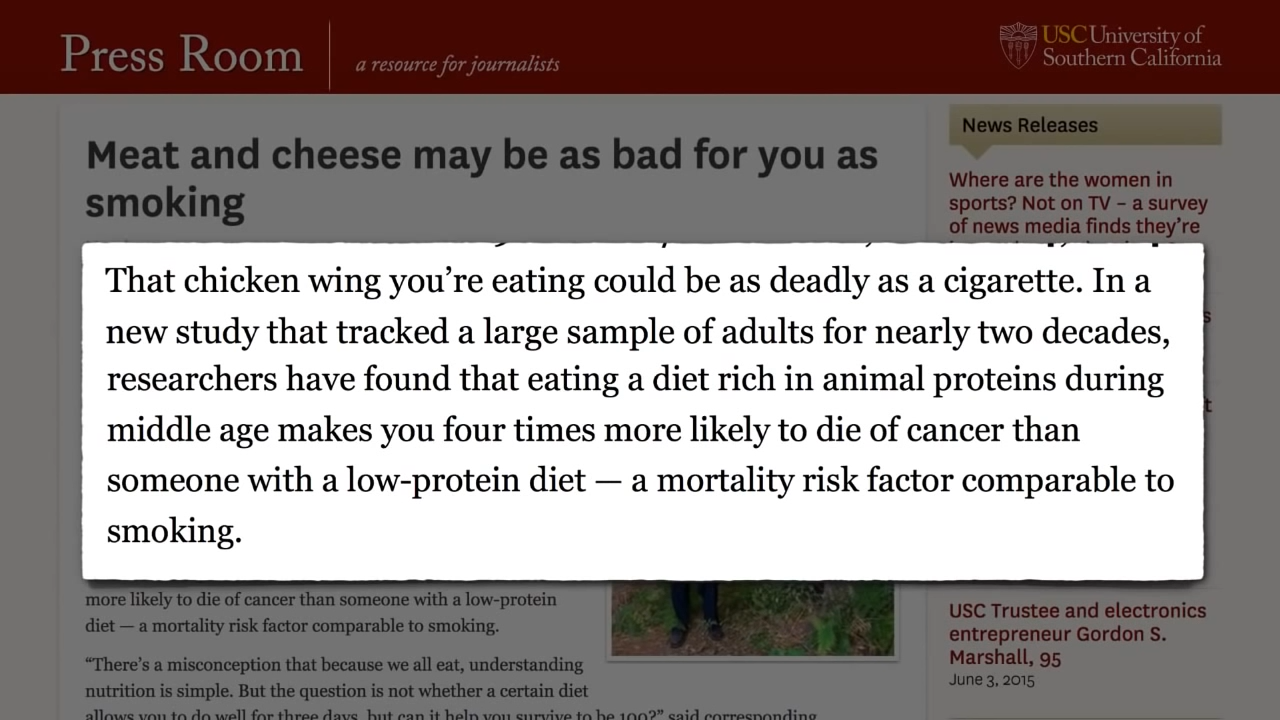 Press Room
a resource for journalists
USC University of
Southern California
Meat and cheese may be as bad for you as
smoking
That chicken wing you’re eating could be as deadly as a cigarette. In a
new study that tracked a large sample of adults for nearly two decades,
researchers have found that eating a diet rich in animal proteins during
middle age makes you four times more likely to die of cancer than
someone with a low-protein diet — a mortality risk factor comparable to
smoking.
more likely to die of cancer than someone with a low-protein
diet — a mortality risk factor comparable to smoking.
“There’s a misconception that because we all eat, understanding
nutrition is simple. But the question is not whether a certain diet
allows you to do well for three days, but can it help you survive to be 100?” said corresponding
News Releases
Where are the women in
sports? Not on TV – a survey
of news media finds they’re
USC Trustee and electronics
entrepreneur Gordon S.
Marshall, 95
June 3, 2015